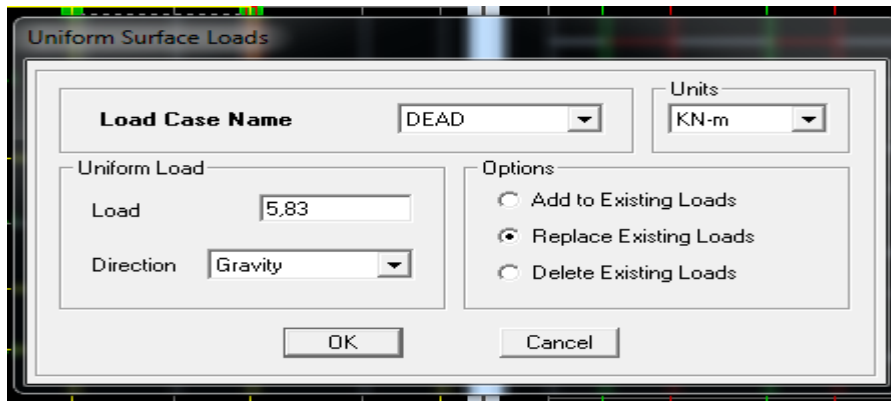 Uniform Surface Loads
Load Case Name DEAD
Units
KN-m
Uniform Load
Load 5,83
Direction Gravity
Options
Add to Existing Loads
Replace Existing Loads
Delete Existing Loads
OK Cancel